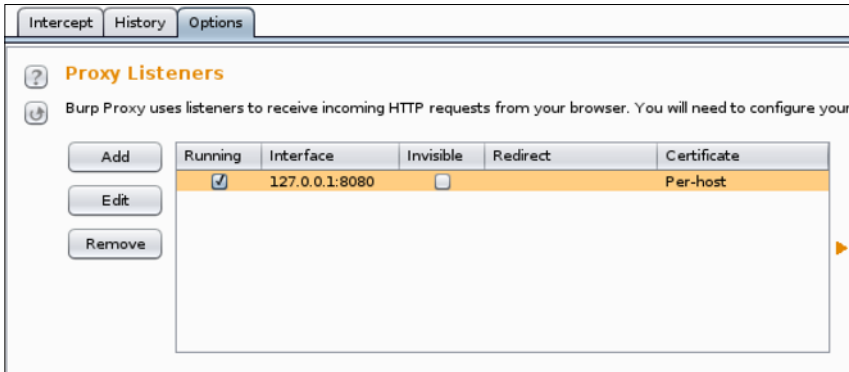 Intercept History Options
? Proxy Listeners
Burp Proxy uses listeners to receive incoming HTTP requests from your browser. You will need to configure your
Add Running Interface Invisible Redirect Certificate
127.0.0.1:8080 Per-host
Edit
Remove